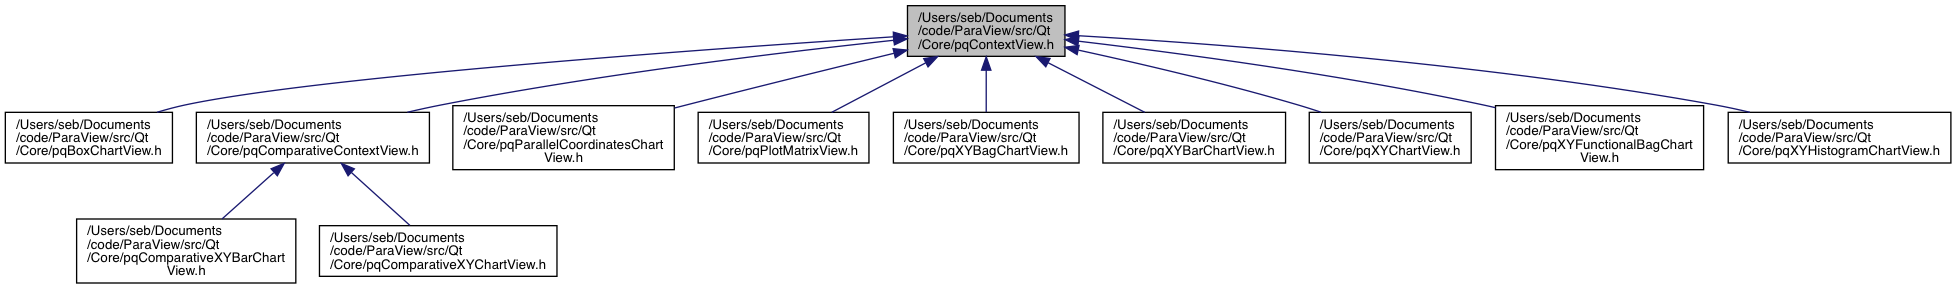 /Users/seb/Documents
/code/ParaView/src/Qt
/Core/pqContextView.h
/Users/seb/Documents
/code/ParaView/src/Qt
/Core/pqBoxChartView.h
/Users/seb/Documents
/code/ParaView/src/Qt
/Core/pqComparativeContextView.h
/Users/seb/Documents
/code/ParaView/src/Qt
/Core/pqParallelCoordinatesChart
View.h
/Users/seb/Documents
/code/ParaView/src/Qt
/Core/pqPlotMatrixView.h
/Users/seb/Documents
/code/ParaView/src/Qt
/Core/pqXYBagChartView.h
/Users/seb/Documents
/code/ParaView/src/Qt
/Core/pqXYBarChartView.h
/Users/seb/Documents
/code/ParaView/src/Qt
/Core/pqXYChartView.h
/Users/seb/Documents
/code/ParaView/src/Qt
/Core/pqXYFunctionalBagChart
View.h
/Users/seb/Documents
/code/ParaView/src/Qt
/Core/pqXYHistogramChartView.h
/Users/seb/Documents
/code/ParaView/src/Qt
/Core/pqComparativeXYBarChart
View.h
/Users/seb/Documents
/code/ParaView/src/Qt
/Core/pqComparativeXYChartView.h